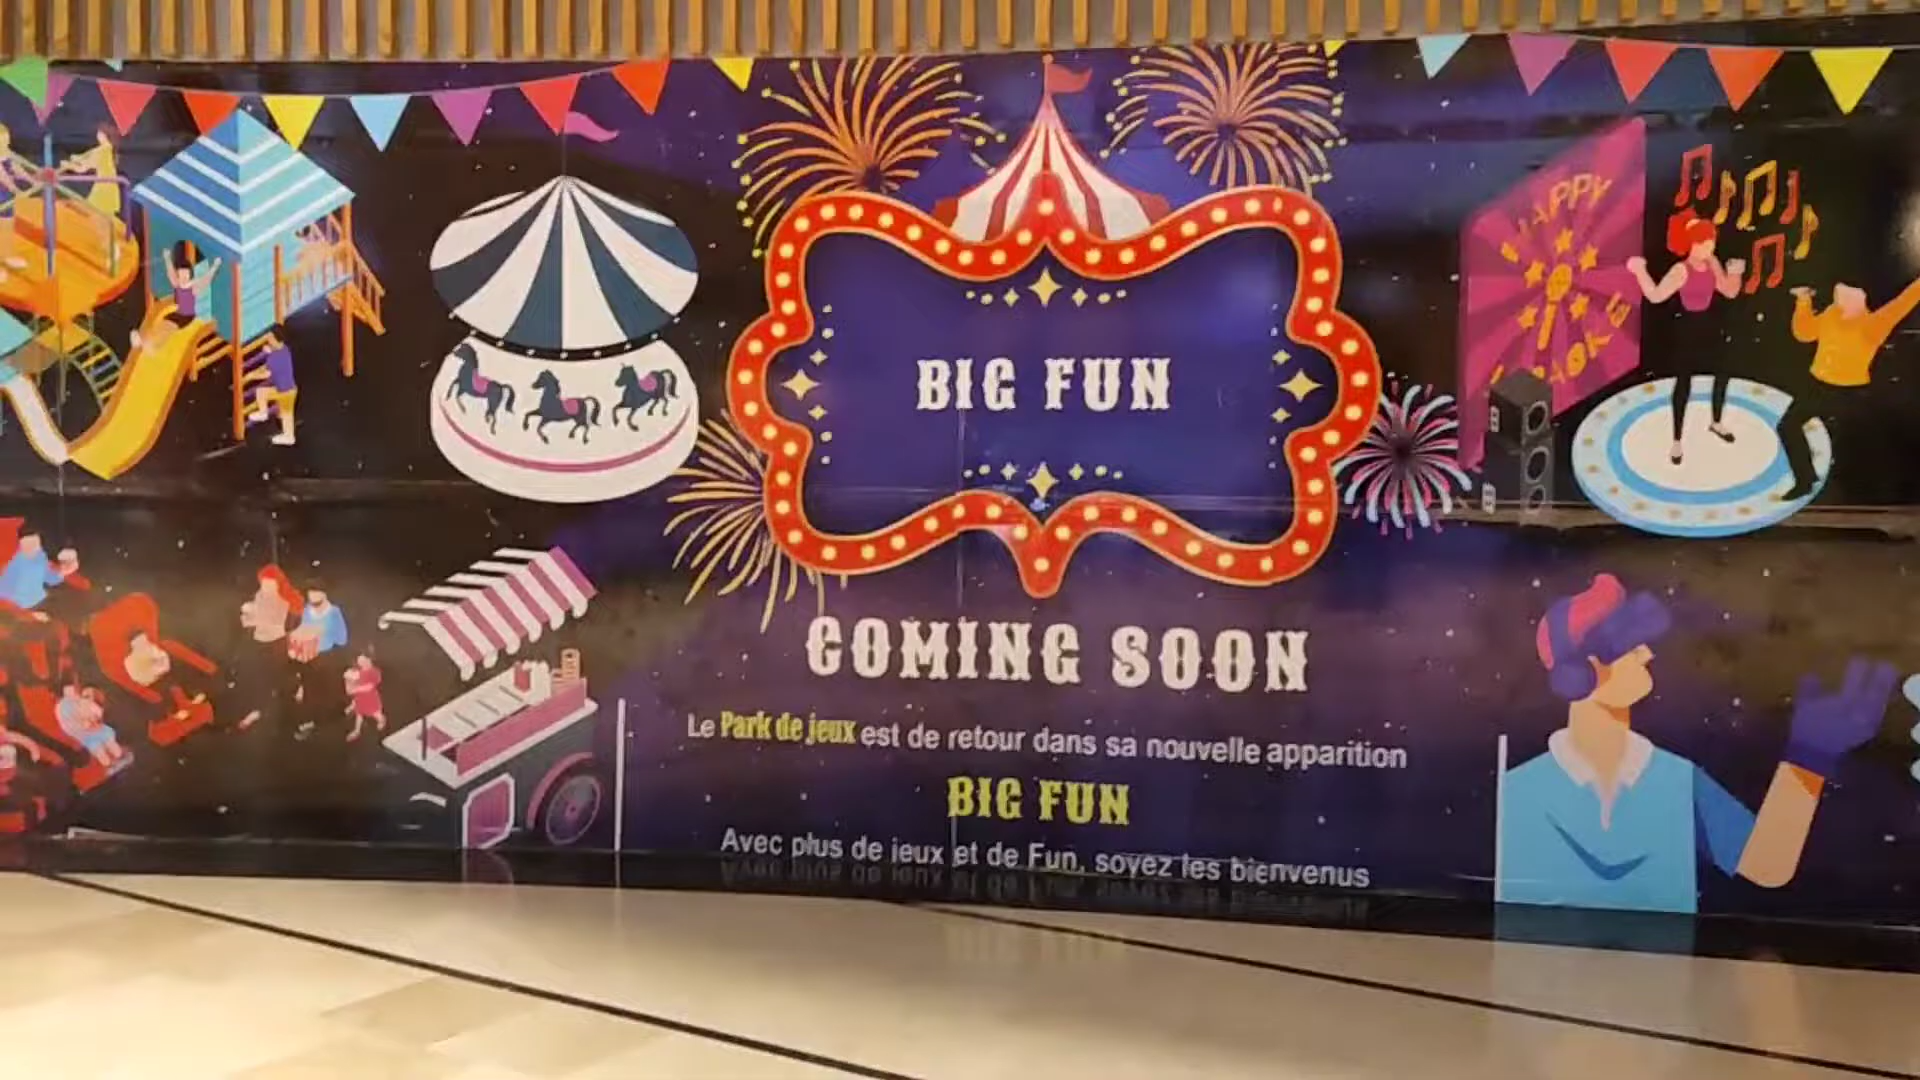 BIG FUN
HAPPY
COMING SOON
Le Park de jeux est de retour dans sa nouvelle apparition
BIG FUN
Avec plus de jeux et de Fun, soyez les bienvenus